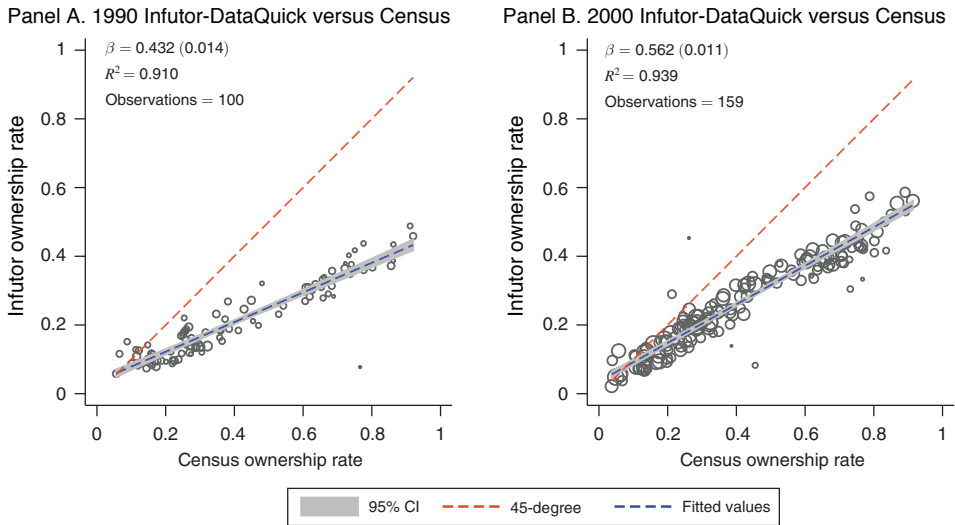 Panel A. 1990 Infutor-DataQuick versus Census
β = 0.432 (0.014)
R² = 0.910
Observations = 100
Infutor ownership rate
1
0.8
0.6
0.4
0.2
0
0 0.2 0.4 0.6 0.8 1
Census ownership rate
Panel B. 2000 Infutor-DataQuick versus Census
β = 0.562 (0.011)
R² = 0.939
Observations = 159
Infutor ownership rate
1
0.8
0.6
0.4
0.2
0
0 0.2 0.4 0.6 0.8 1
Census ownership rate
95% CI 45-degree Fitted values